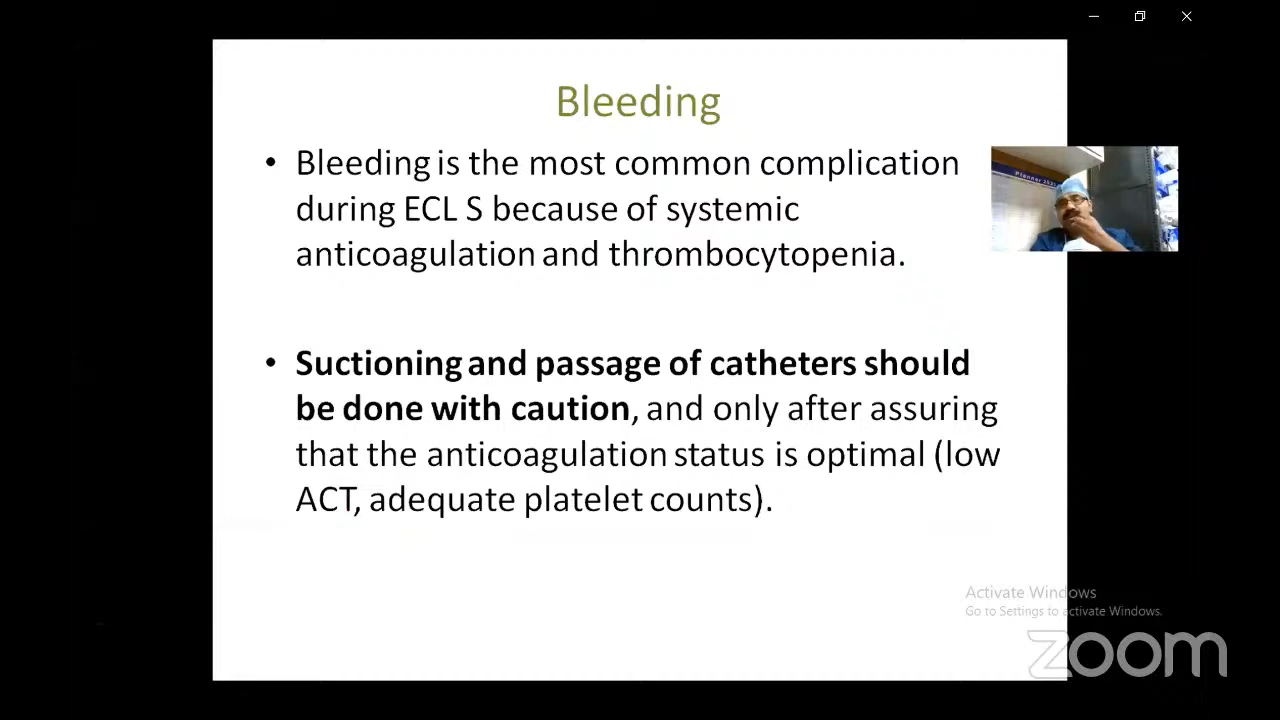 Bleeding
• Bleeding is the most common complication
during ECL S because of systemic
anticoagulation and thrombocytopenia.
• Suctioning and passage of catheters should
be done with caution, and only after assuring
that the anticoagulation status is optimal (low
ACT, adequate platelet counts).
Planner
Activate Windows
Go to Settings to activate Windows.
zoom